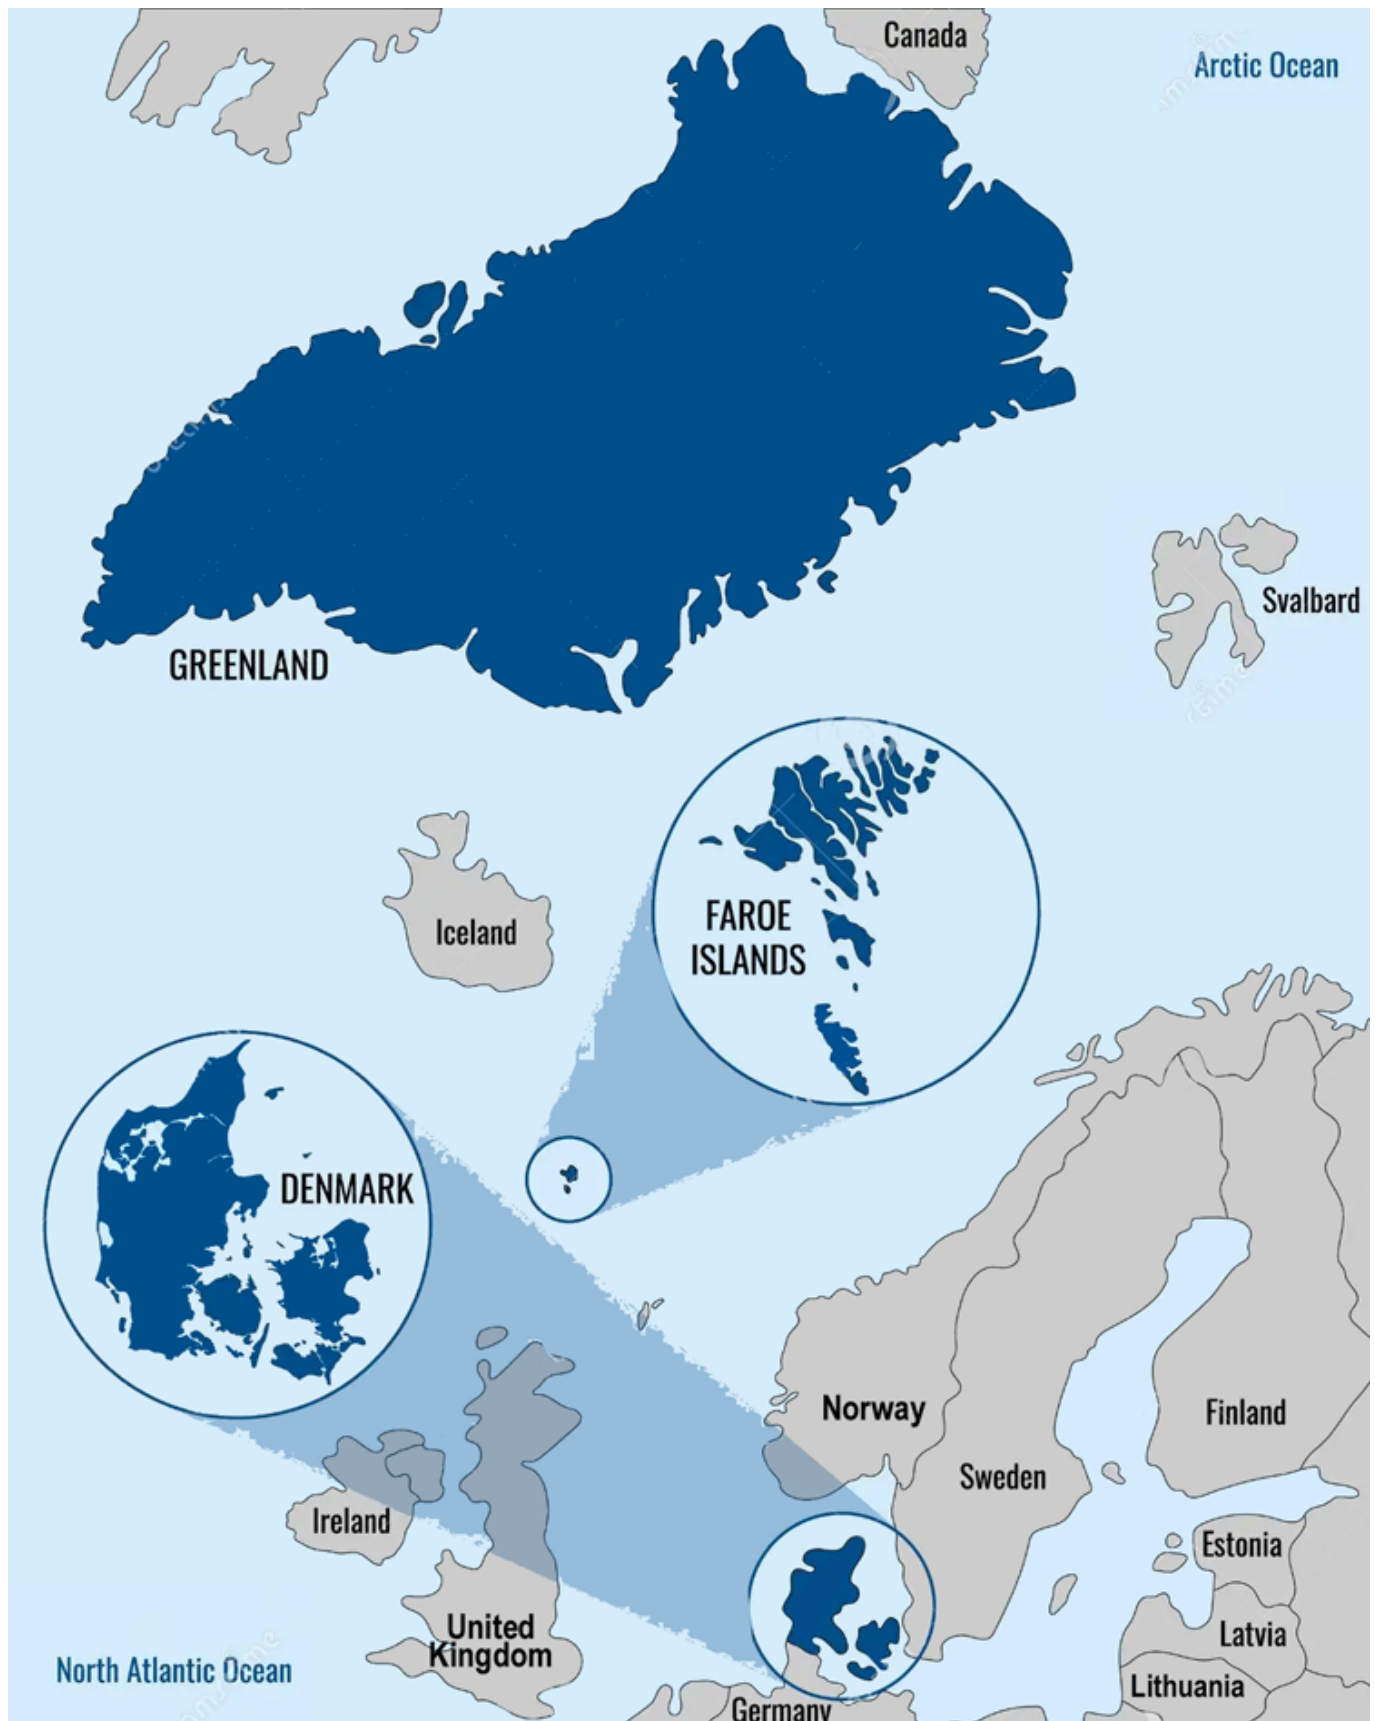 Canada
Arctic Ocean
Svalbard
GREENLAND
FAROE
ISLANDS
Iceland
DENMARK
Norway
Finland
Sweden
Ireland
Estonia
United
Kingdom
Latvia
North Atlantic Ocean
Lithuania
Germany